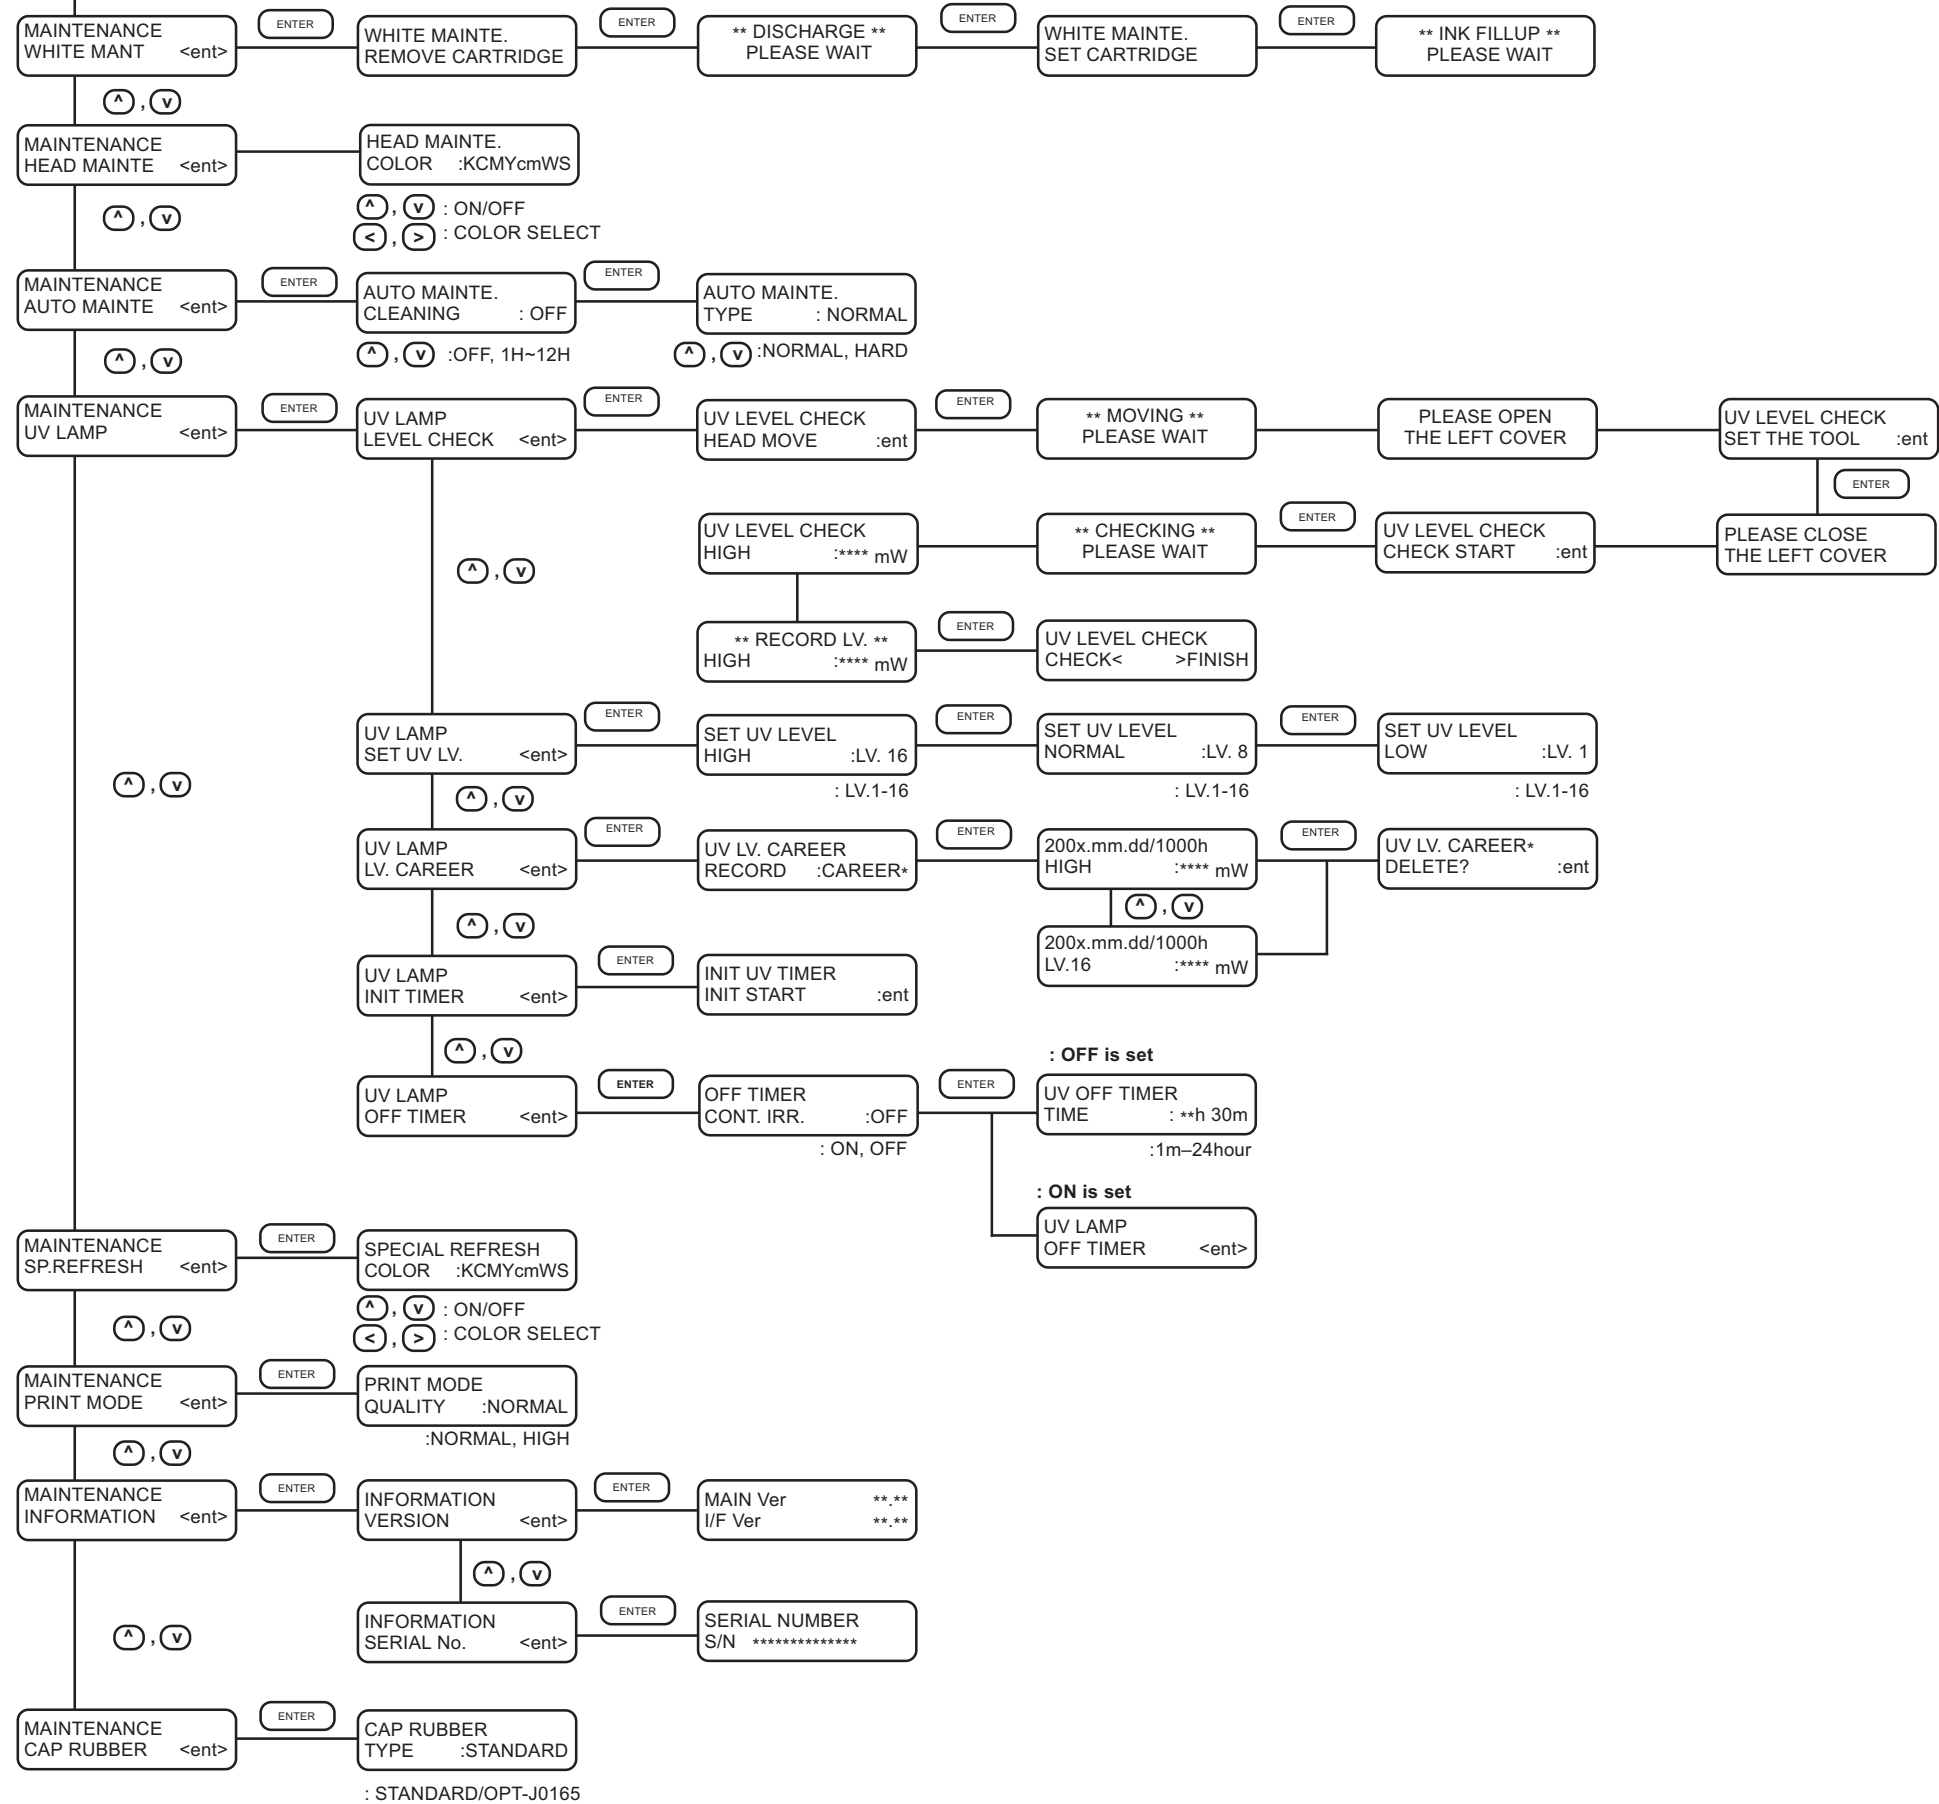 MAINTENANCE
WHITE MANT <ent>
ENTER
WHITE MAINTE.
REMOVE CARTRIDGE
ENTER
** DISCHARGE **
PLEASE WAIT
ENTER
WHITE MAINTE.
SET CARTRIDGE
ENTER
** INK FILLUP **
PLEASE WAIT
^ , v
MAINTENANCE
HEAD MAINTE <ent>
HEAD MAINTE.
COLOR :KCMYcmWS
^ , v : ON/OFF
< , > : COLOR SELECT
^ , v
MAINTENANCE
AUTO MAINTE <ent>
ENTER
AUTO MAINTE.
CLEANING : OFF
^ , v :OFF, 1H~12H
ENTER
AUTO MAINTE.
TYPE : NORMAL
^ , v :NORMAL, HARD
^ , v
MAINTENANCE
UV LAMP <ent>
ENTER
UV LAMP
LEVEL CHECK <ent>
ENTER
UV LEVEL CHECK
HEAD MOVE :ent
ENTER
** MOVING **
PLEASE WAIT
PLEASE OPEN
THE LEFT COVER
UV LEVEL CHECK
SET THE TOOL :ent
ENTER
PLEASE CLOSE
THE LEFT COVER
UV LEVEL CHECK
CHECK START :ent
ENTER
** CHECKING **
PLEASE WAIT
UV LEVEL CHECK
HIGH :**** mW
** RECORD LV. **
HIGH :**** mW
ENTER
UV LEVEL CHECK
CHECK< >FINISH
^ , v
UV LAMP
SET UV LV. <ent>
ENTER
SET UV LEVEL
HIGH :LV. 16
: LV.1-16
ENTER
SET UV LEVEL
NORMAL :LV. 8
: LV.1-16
ENTER
SET UV LEVEL
LOW :LV. 1
: LV.1-16
^ , v
^ , v
UV LAMP
LV. CAREER <ent>
ENTER
UV LV. CAREER
RECORD :CAREER*
ENTER
200x.mm.dd/1000h
HIGH :**** mW
^ , v
200x.mm.dd/1000h
LV.16 :**** mW
ENTER
UV LV. CAREER*
DELETE? :ent
^ , v
UV LAMP
INIT TIMER <ent>
ENTER
INIT UV TIMER
INIT START :ent
^ , v
UV LAMP
OFF TIMER <ent>
ENTER
OFF TIMER
CONT. IRR. :OFF
: ON, OFF
ENTER
: OFF is set
UV OFF TIMER
TIME : **h 30m
:1m–24hour
: ON is set
UV LAMP
OFF TIMER <ent>
MAINTENANCE
SP.REFRESH <ent>
ENTER
SPECIAL REFRESH
COLOR :KCMYcmWS
^ , v : ON/OFF
< , > : COLOR SELECT
^ , v
MAINTENANCE
PRINT MODE <ent>
ENTER
PRINT MODE
QUALITY :NORMAL
:NORMAL, HIGH
^ , v
MAINTENANCE
INFORMATION <ent>
ENTER
INFORMATION
VERSION <ent>
ENTER
MAIN Ver **.**
I/F Ver **.**
^ , v
INFORMATION
SERIAL No. <ent>
ENTER
SERIAL NUMBER
S/N **************
^ , v
MAINTENANCE
CAP RUBBER <ent>
ENTER
CAP RUBBER
TYPE :STANDARD
: STANDARD/OPT-J0165